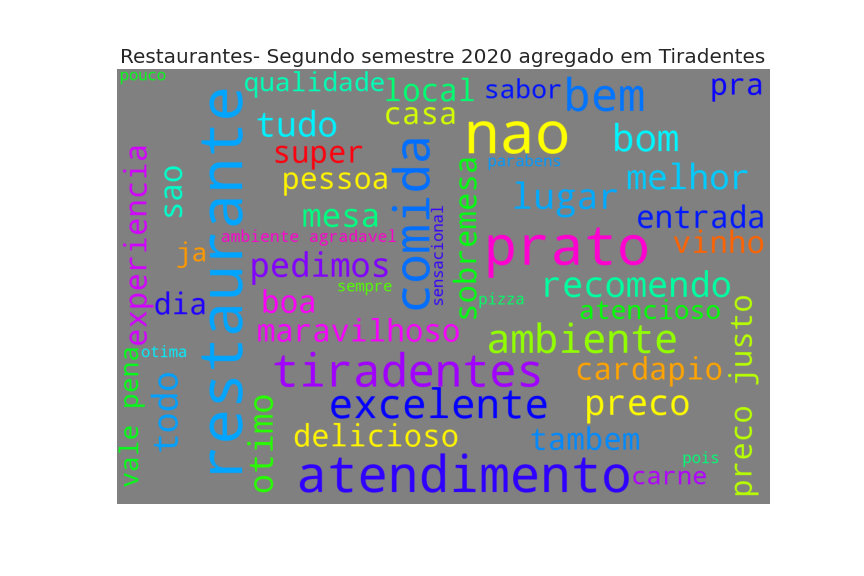 Restaurantes- Segundo semestre 2020 agregado em Tiradentes
pouco
qualidade
local
sabor
bem
pra
casa
tudo
nao
bom
super
parabens
pessoa
melhor
sao
experiencia
restaurante
comida
sobremesa
lugar
mesa
sensacional
entrada
ambiente agradavel
prato
vinho
ja
pedimos
sempre
recomendo
dia
boa
pizza
atencioso
maravilhoso
ambiente
preco justo
otima
vale pena
todo
tiradentes
cardapio
excelente
preco
otimo
delicioso
tambem
pois
atendimento
carne